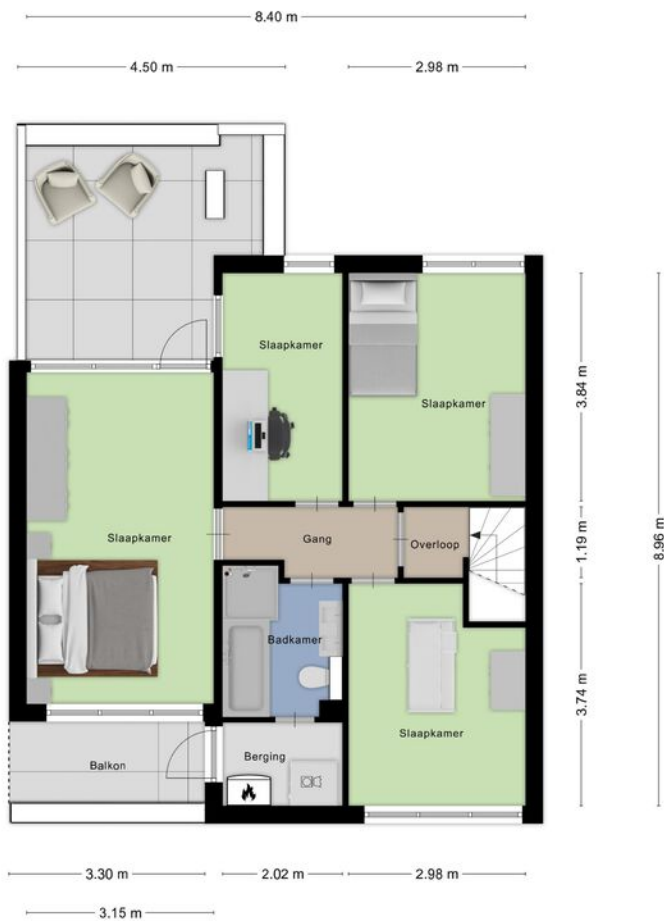 8.40 m
4.50 m
2.98 m
Slaapkamer
Slaapkamer
3.84 m
Slaapkamer
Gang
Overloop
1.19 m
8.96 m
Badkamer
3.74 m
Slaapkamer
Balkon
Berging
3.30 m
2.02 m
2.98 m
3.15 m